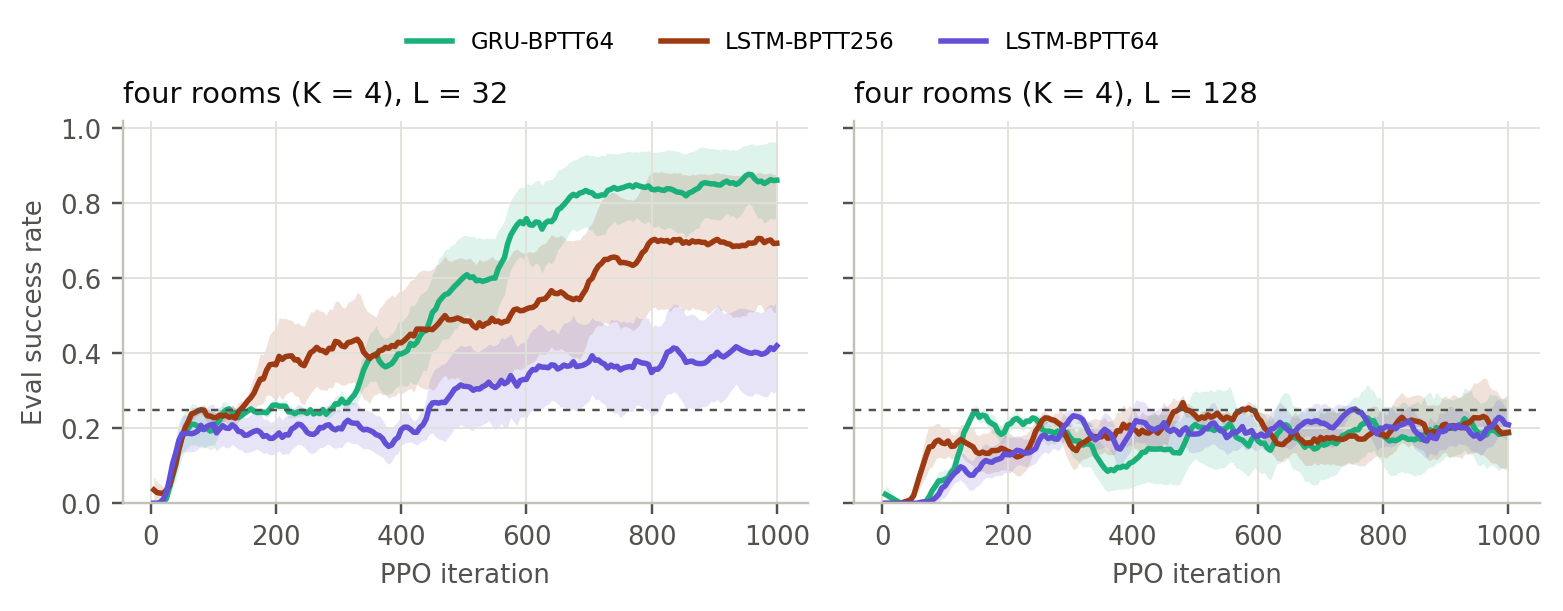 GRU-BPTT64 LSTM-BPTT256 LSTM-BPTT64
four rooms (K = 4), L = 32
four rooms (K = 4), L = 128
Eval success rate
1.0
0.8
0.6
0.4
0.2
0.0
0 200 400 600 800 1000
0 200 400 600 800 1000
PPO iteration
PPO iteration